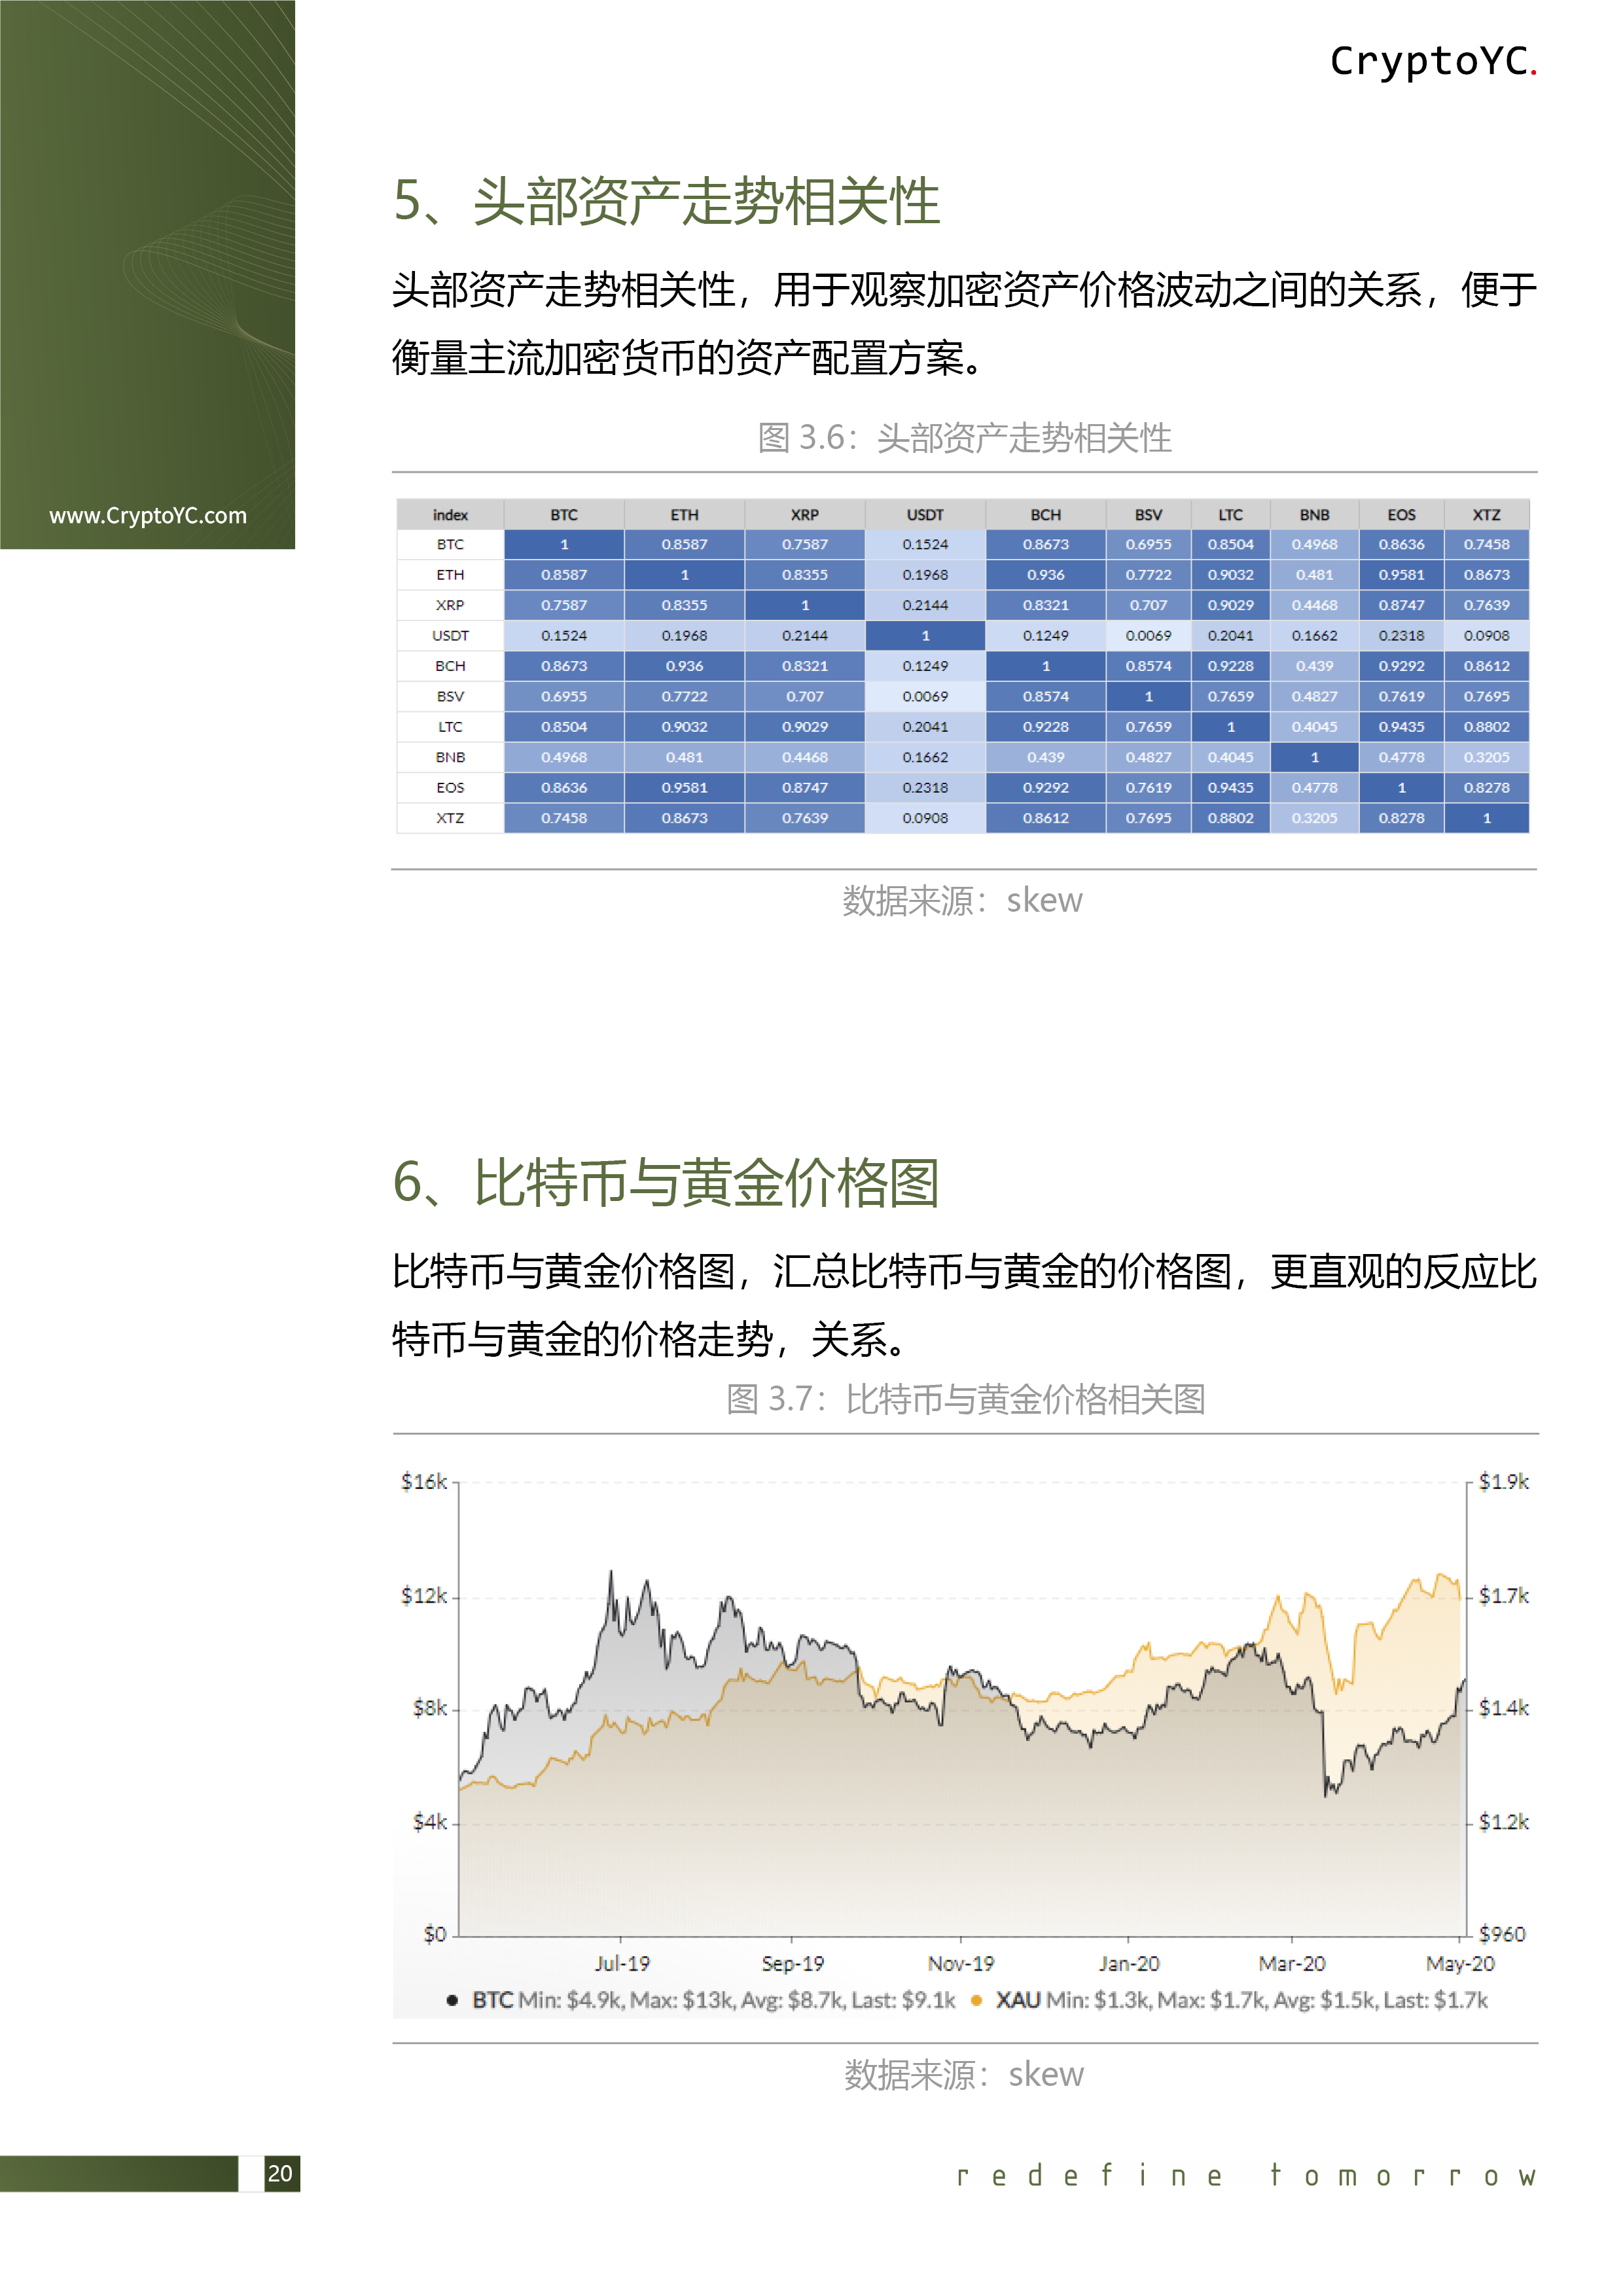 CryptoYC.
www.CryptoYC.com
5、头部资产走势相关性
头部资产走势相关性，用于观察加密资产价格波动之间的关系，便于
衡量主流加密货币的资产配置方案。
图 3.6：头部资产走势相关性
index BTC ETH XRP USDT BCH BSV LTC BNB EOS XTZ
BTC 1 0.8587 0.7587 0.1524 0.8673 0.6955 0.8504 0.4968 0.8636 0.7458
ETH 0.8587 1 0.8355 0.1968 0.936 0.7722 0.9032 0.481 0.9581 0.8673
XRP 0.7587 0.8355 1 0.2144 0.8321 0.707 0.9029 0.4468 0.8747 0.7639
USDT 0.1524 0.1968 0.2144 1 0.1249 0.0069 0.2041 0.1662 0.2318 0.0908
BCH 0.8673 0.936 0.8321 0.1249 1 0.8574 0.9228 0.439 0.9292 0.8612
BSV 0.6955 0.7722 0.707 0.0069 0.8574 1 0.7659 0.4827 0.7619 0.7695
LTC 0.8504 0.9032 0.9029 0.2041 0.9228 0.7659 1 0.4045 0.9435 0.8802
BNB 0.4968 0.481 0.4468 0.1662 0.439 0.4827 0.4045 1 0.4778 0.3205
EOS 0.8636 0.9581 0.8747 0.2318 0.9292 0.7619 0.9435 0.4778 1 0.8278
XTZ 0.7458 0.8673 0.7639 0.0908 0.8612 0.7695 0.8802 0.3205 0.8278 1
数据来源：skew
6、比特币与黄金价格图
比特币与黄金价格图，汇总比特币与黄金的价格图，更直观的反应比
特币与黄金的价格走势，关系。
图 3.7：比特币与黄金价格相关图
$16k $1.9k
$12k $1.7k
$8k $1.4k
$4k $1.2k
$0 $960
Jul-19 Sep-19 Nov-19 Jan-20 Mar-20 May-20
BTC Min: $4.9k, Max: $13k, Avg: $8.7k, Last: $9.1k XAU Min: $1.3k, Max: $1.7k, Avg: $1.5k, Last: $1.7k
数据来源：skew
20
redefine tomorrow